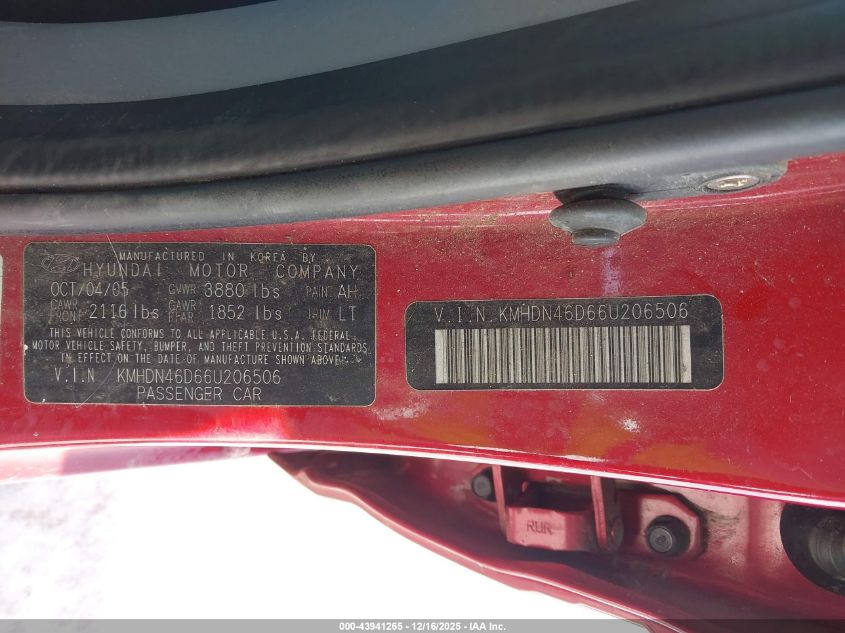 MANUFACTURED IN KOREA BY
HYUNDAI MOTOR COMPANY
OCT/04/05 GVWR 3880 lbs PAINT AH
GAWR FRONT 2116 lbs GAWR REAR 1852 lbs TRIM LT
THIS VEHICLE CONFORMS TO ALL APPLICABLE U.S.A. FEDERAL
MOTOR VEHICLE SAFETY, BUMPER, AND THEFT PREVENTION STANDARDS
IN EFFECT ON THE DATE OF MANUFACTURE SHOWN ABOVE.
V.I.N KMHDN46D66U206506
PASSENGER CAR
V.I.N KMHDN46D66U206506
RUR
000-43941265 - 12/16/2025 - IAA Inc.